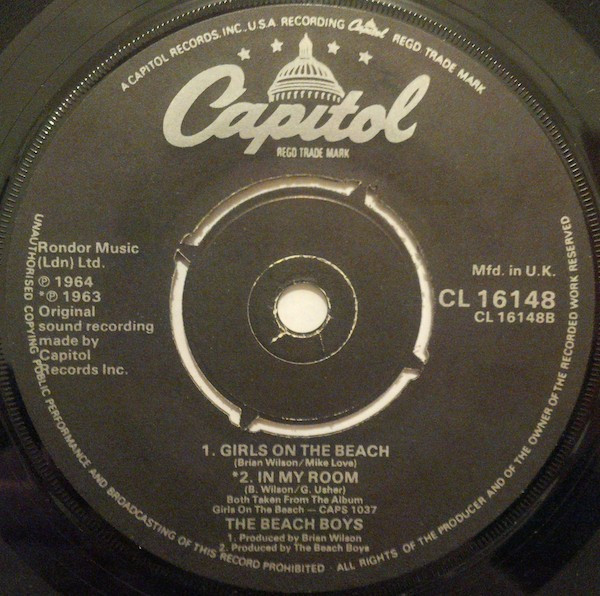 A CAPITOL RECORDS, INC., U.S.A. RECORDING Capitol REGD TRADE MARK
Capitol
REGD TRADE MARK
Rondor Music
(Ldn) Ltd.
℗ 1964
*℗ 1963
Original
sound recording
made by
Capitol
Records Inc.
Mfd. in U.K.
CL 16148
CL 16148B
1. GIRLS ON THE BEACH
(Brian Wilson/Mike Love)
*2. IN MY ROOM
(B. Wilson/G. Usher)
Both Taken From The Album
Girls On The Beach — CAPS 1037
THE BEACH BOYS
1. Produced by Brian Wilson
2. Produced by The Beach Boys
UNAUTHORISED COPYING PUBLIC PERFORMANCE AND BROADCASTING OF THIS RECORD PROHIBITED · ALL RIGHTS OF THE PRODUCER AND OF THE OWNER OF THE RECORDED WORK RESERVED